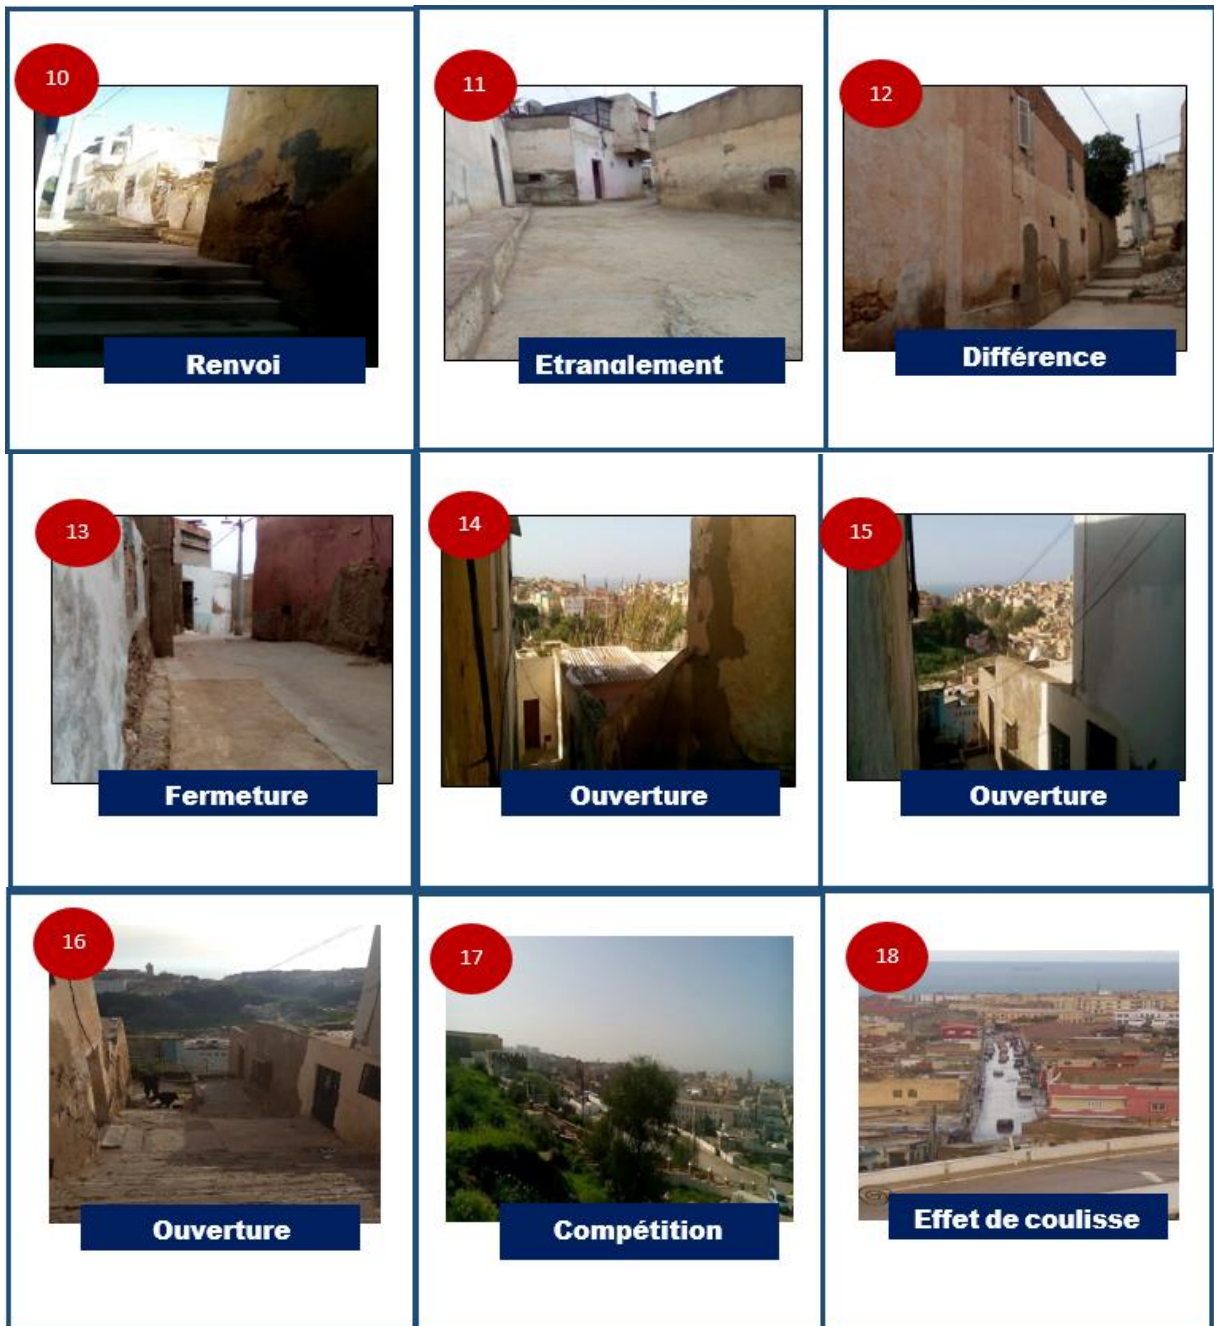 10
11
12
Renvoi
Etranglement
Différence
13
14
15
Fermeture
Ouverture
Ouverture
16
17
18
Ouverture
Compétition
Effet de coulisse